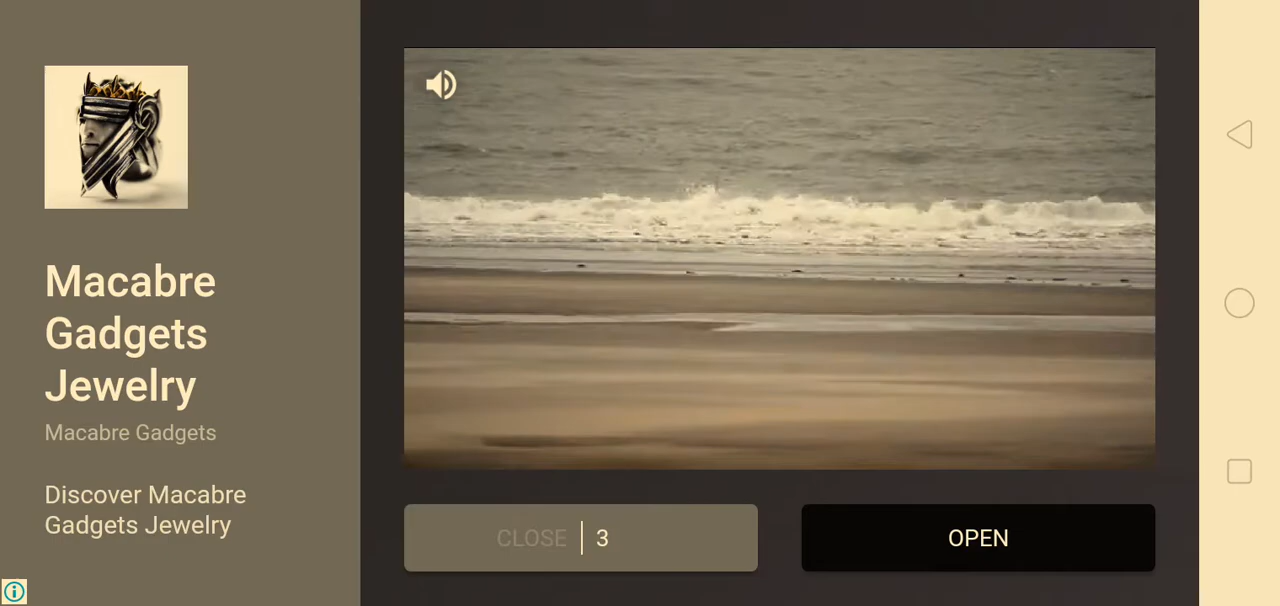 Macabre
Gadgets
Jewelry
Macabre Gadgets
Discover Macabre
Gadgets Jewelry
CLOSE | 3
OPEN